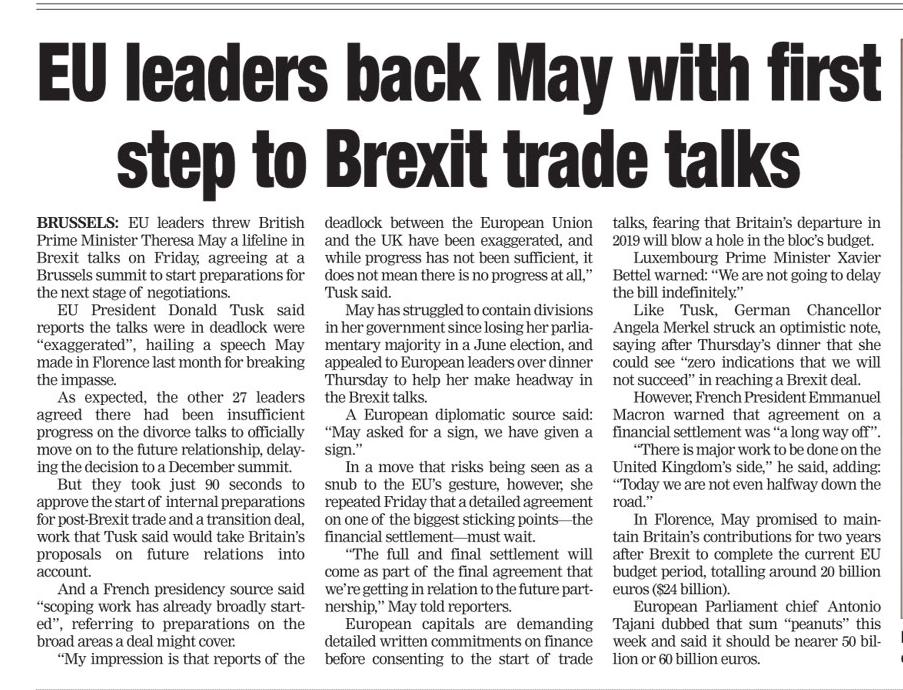 EU leaders back May with first
step to Brexit trade talks
BRUSSELS: EU leaders threw British
Prime Minister Theresa May a lifeline in
Brexit talks on Friday, agreeing at a
Brussels summit to start preparations for
the next stage of negotiations.
EU President Donald Tusk said
reports the talks were in deadlock were
“exaggerated”, hailing a speech May
made in Florence last month for breaking
the impasse.
As expected, the other 27 leaders
agreed there had been insufficient
progress on the divorce talks to officially
move on to the future relationship, delay-
ing the decision to a December summit.
But they took just 90 seconds to
approve the start of internal preparations
for post-Brexit trade and a transition deal,
work that Tusk said would take Britain’s
proposals on future relations into
account.
And a French presidency source said
“scoping work has already broadly start-
ed”, referring to preparations on the
broad areas a deal might cover.
“My impression is that reports of the
deadlock between the European Union
and the UK have been exaggerated, and
while progress has not been sufficient, it
does not mean there is no progress at all,”
Tusk said.
May has struggled to contain divisions
in her government since losing her parlia-
mentary majority in a June election, and
appealed to European leaders over dinner
Thursday to help her make headway in
the Brexit talks.
A European diplomatic source said:
“May asked for a sign, we have given a
sign.”
In a move that risks being seen as a
snub to the EU’s gesture, however, she
repeated Friday that a detailed agreement
on one of the biggest sticking points—the
financial settlement—must wait.
“The full and final settlement will
come as part of the final agreement that
we’re getting in relation to the future part-
nership,” May told reporters.
European capitals are demanding
detailed written commitments on finance
before consenting to the start of trade
talks, fearing that Britain’s departure in
2019 will blow a hole in the bloc’s budget.
Luxembourg Prime Minister Xavier
Bettel warned: “We are not going to delay
the bill indefinitely.”
Like Tusk, German Chancellor
Angela Merkel struck an optimistic note,
saying after Thursday’s dinner that she
could see “zero indications that we will
not succeed” in reaching a Brexit deal.
However, French President Emmanuel
Macron warned that agreement on a
financial settlement was “a long way off”.
“There is major work to be done on the
United Kingdom’s side,” he said, adding:
“Today we are not even halfway down the
road.”
In Florence, May promised to main-
tain Britain’s contributions for two years
after Brexit to complete the current EU
budget period, totalling around 20 billion
euros ($24 billion).
European Parliament chief Antonio
Tajani dubbed that sum “peanuts” this
week and said it should be nearer 50 bil-
lion or 60 billion euros.